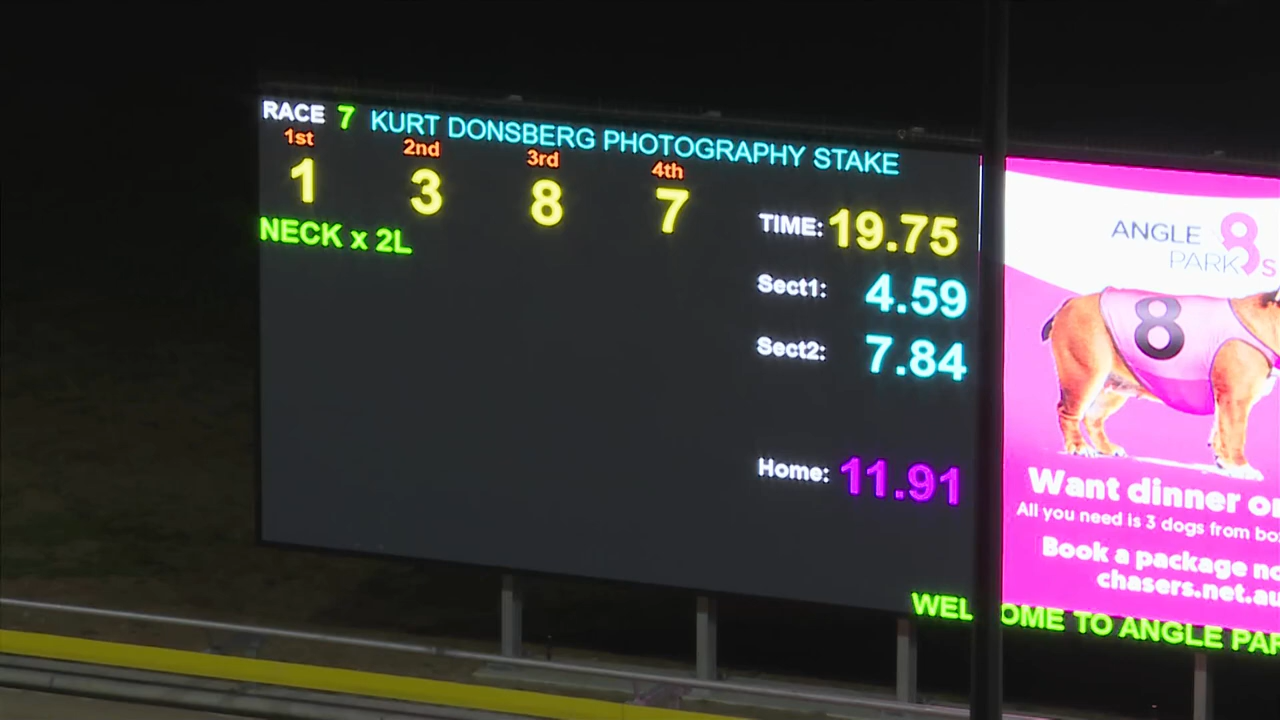 RACE 7 KURT DONSBERG PHOTOGRAPHY STAKE
1st 2nd 3rd 4th
1 3 8 7
NECK x 2L
TIME: 19.75
Sect1: 4.59
Sect2: 7.84
Home: 11.91
ANGLE 8
PARK S
8
Want dinner
All you need is 3 dogs from
Book a package
chasers.net.au
WEL OME TO ANGLE